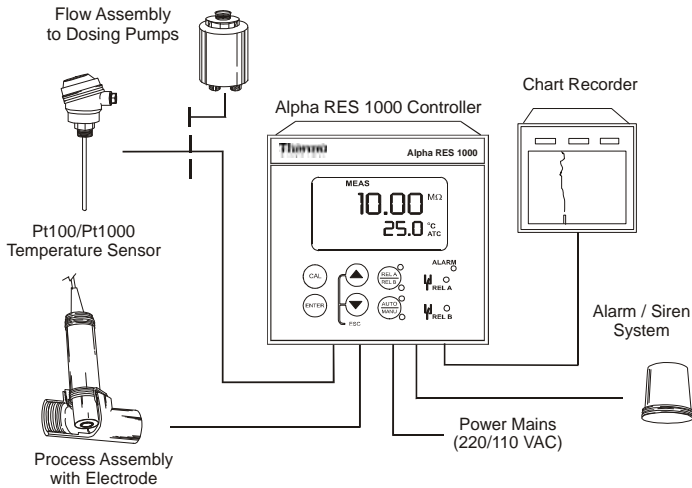 Flow Assembly
to Dosing Pumps
Chart Recorder
Alpha RES 1000 Controller
Thermo
Alpha RES 1000
MEAS
10.00 MΩ
25.0 °C
ATC
Pt100/Pt1000
Temperature Sensor
ALARM
CAL
REL A
REL B
REL A
ENTER
AUTO
MANU
REL B
ESC
Alarm / Siren
System
Power Mains
(220/110 VAC)
Process Assembly
with Electrode